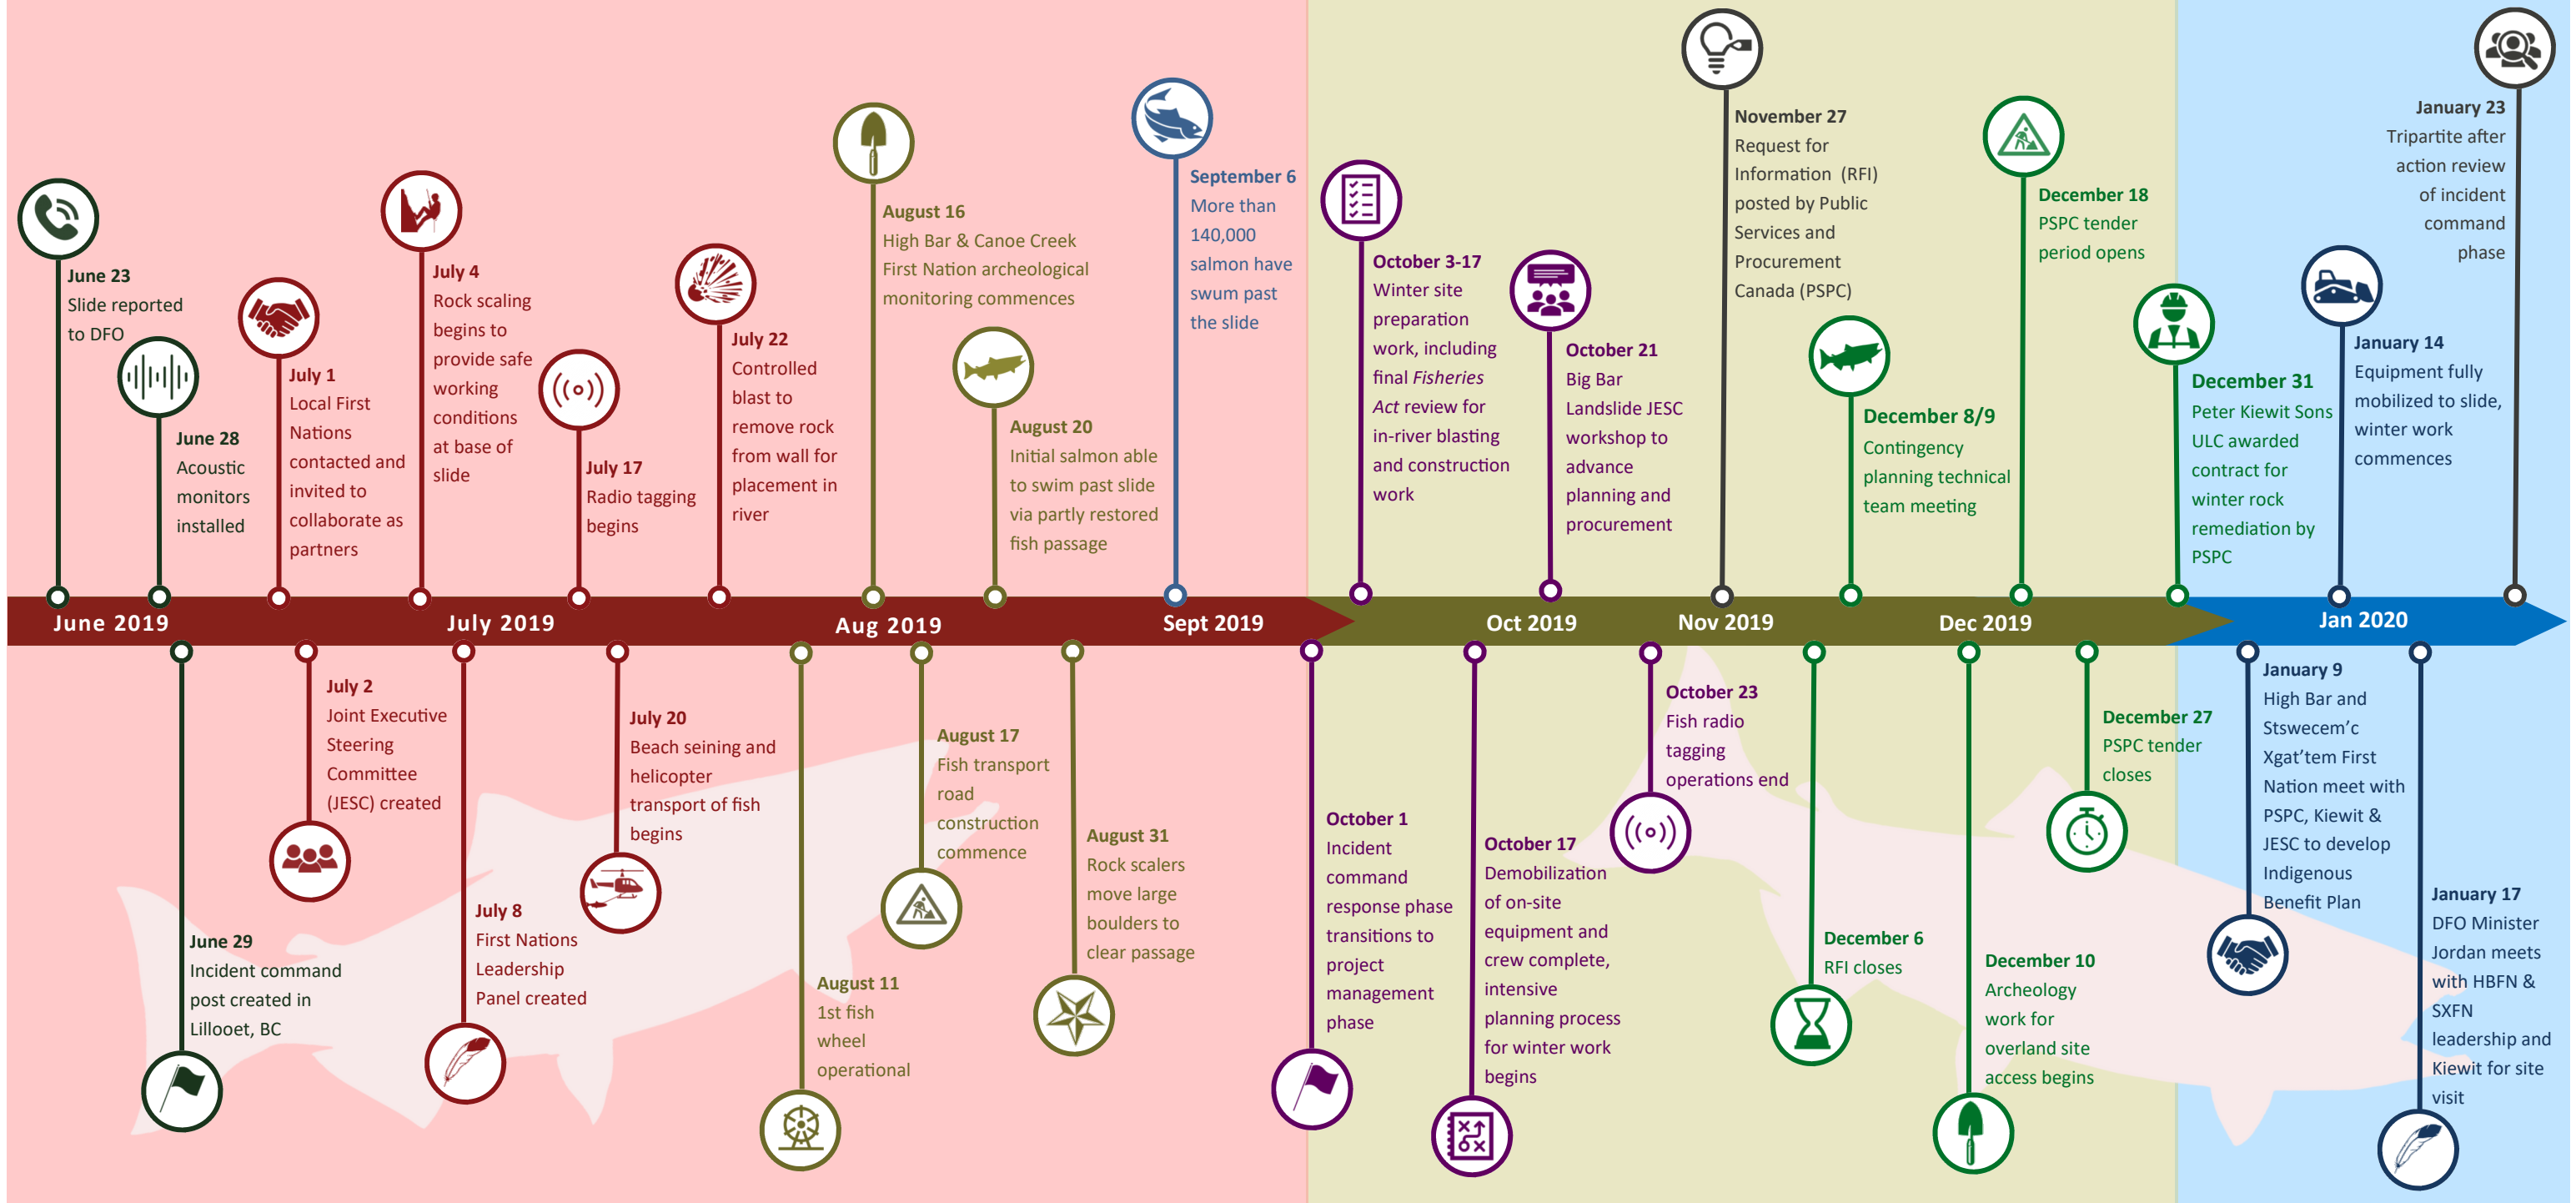 June 23
Slide reported
to DFO
June 28
Acoustic
monitors
installed
July 1
Local First
Nations
contacted and
invited to
collaborate as
partners
July 4
Rock scaling
begins to
provide safe
working
conditions
at base of
slide
July 17
Radio tagging
begins
July 22
Controlled
blast to
remove rock
from wall for
placement in
river
August 16
High Bar & Canoe Creek
First Nation archeological
monitoring commences
August 20
Initial salmon able
to swim past slide
via partly restored
fish passage
September 6
More than
140,000
salmon have
swum past
the slide
October 3-17
Winter site
preparation
work, including
final Fisheries
Act review for
in-river blasting
and construction
work
October 21
Big Bar
Landslide JESC
workshop to
advance
planning and
procurement
November 27
Request for
Information (RFI)
posted by Public
Services and
Procurement
Canada (PSPC)
December 8/9
Contingency
planning technical
team meeting
December 18
PSPC tender
period opens
December 31
Peter Kiewit Sons
ULC awarded
contract for
winter rock
remediation by
PSPC
January 14
Equipment fully
mobilized to slide,
winter work
commences
January 23
Tripartite after
action review
of incident
command
phase
June 2019
July 2019
Aug 2019
Sept 2019
Oct 2019
Nov 2019
Dec 2019
Jan 2020
June 29
Incident command
post created in
Lillooet, BC
July 2
Joint Executive
Steering
Committee
(JESC) created
July 8
First Nations
Leadership
Panel created
July 20
Beach seining and
helicopter
transport of fish
begins
August 11
1st fish
wheel
operational
August 17
Fish transport
road
construction
commence
August 31
Rock scalers
move large
boulders to
clear passage
October 1
Incident
command
response phase
transitions to
project
management
phase
October 17
Demobilization
of on-site
equipment and
crew complete,
intensive
planning process
for winter work
begins
October 23
Fish radio
tagging
operations end
December 6
RFI closes
December 10
Archeology
work for
overland site
access begins
December 27
PSPC tender
closes
January 9
High Bar and
Stswecem'c
Xgat'tem First
Nation meet with
PSPC, Kiewit &
JESC to develop
Indigenous
Benefit Plan
January 17
DFO Minister
Jordan meets
with HBFN &
SXFN
leadership and
Kiewit for site
visit